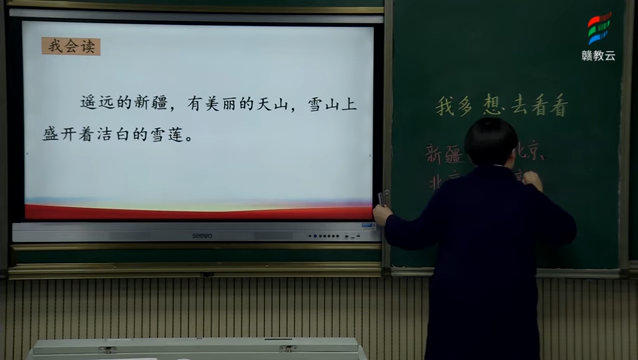 我会读
遥远的新疆，有美丽的天山，雪山上
盛开着洁白的雪莲。
赣教云
我多想去看看
新疆 北京、
北京